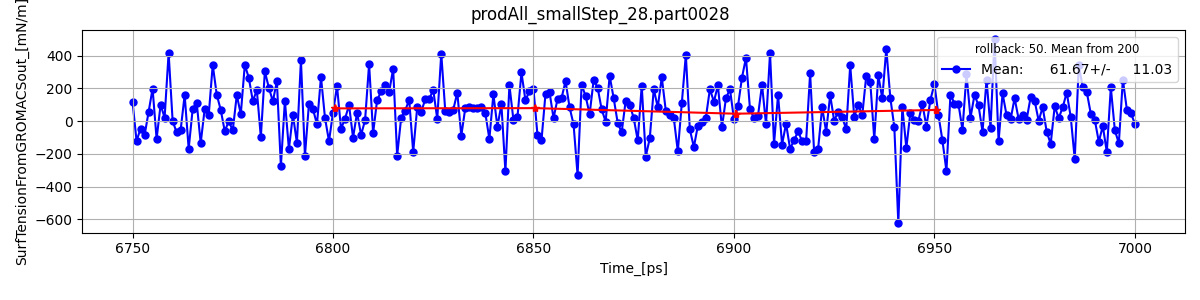 prodAll_smallStep_28.part0028
SurfTensionFromGROMACSout_[mN/m]
400
200
0
−200
−400
−600
rollback: 50. Mean from 200
Mean: 61.67+/- 11.03
6750
6800
6850
6900
6950
7000
Time_[ps]